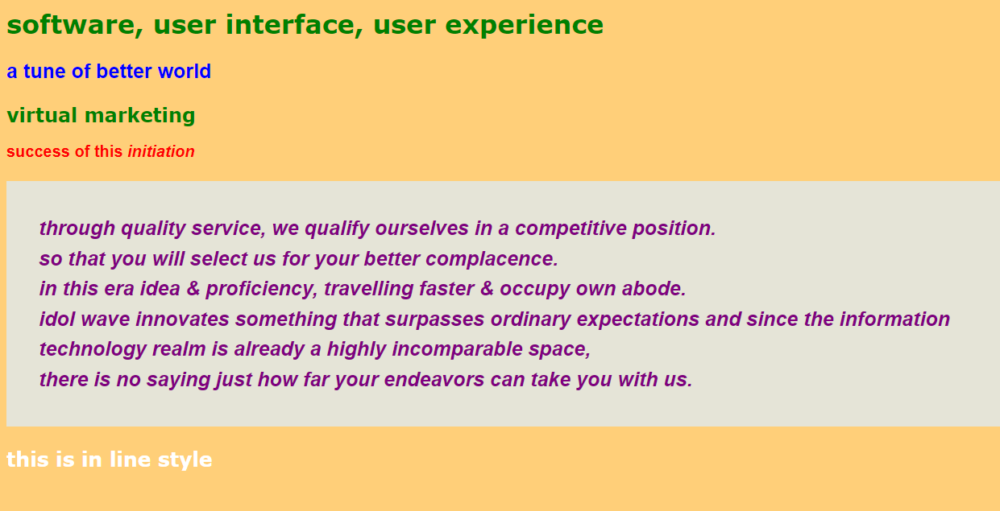 software, user interface, user experience
a tune of better world
virtual marketing
success of this initiation
through quality service, we qualify ourselves in a competitive position.
so that you will select us for your better complacence.
in this era idea & proficiency, travelling faster & occupy own abode.
idol wave innovates something that surpasses ordinary expectations and since the information
technology realm is already a highly incomparable space,
there is no saying just how far your endeavors can take you with us.
this is in line style